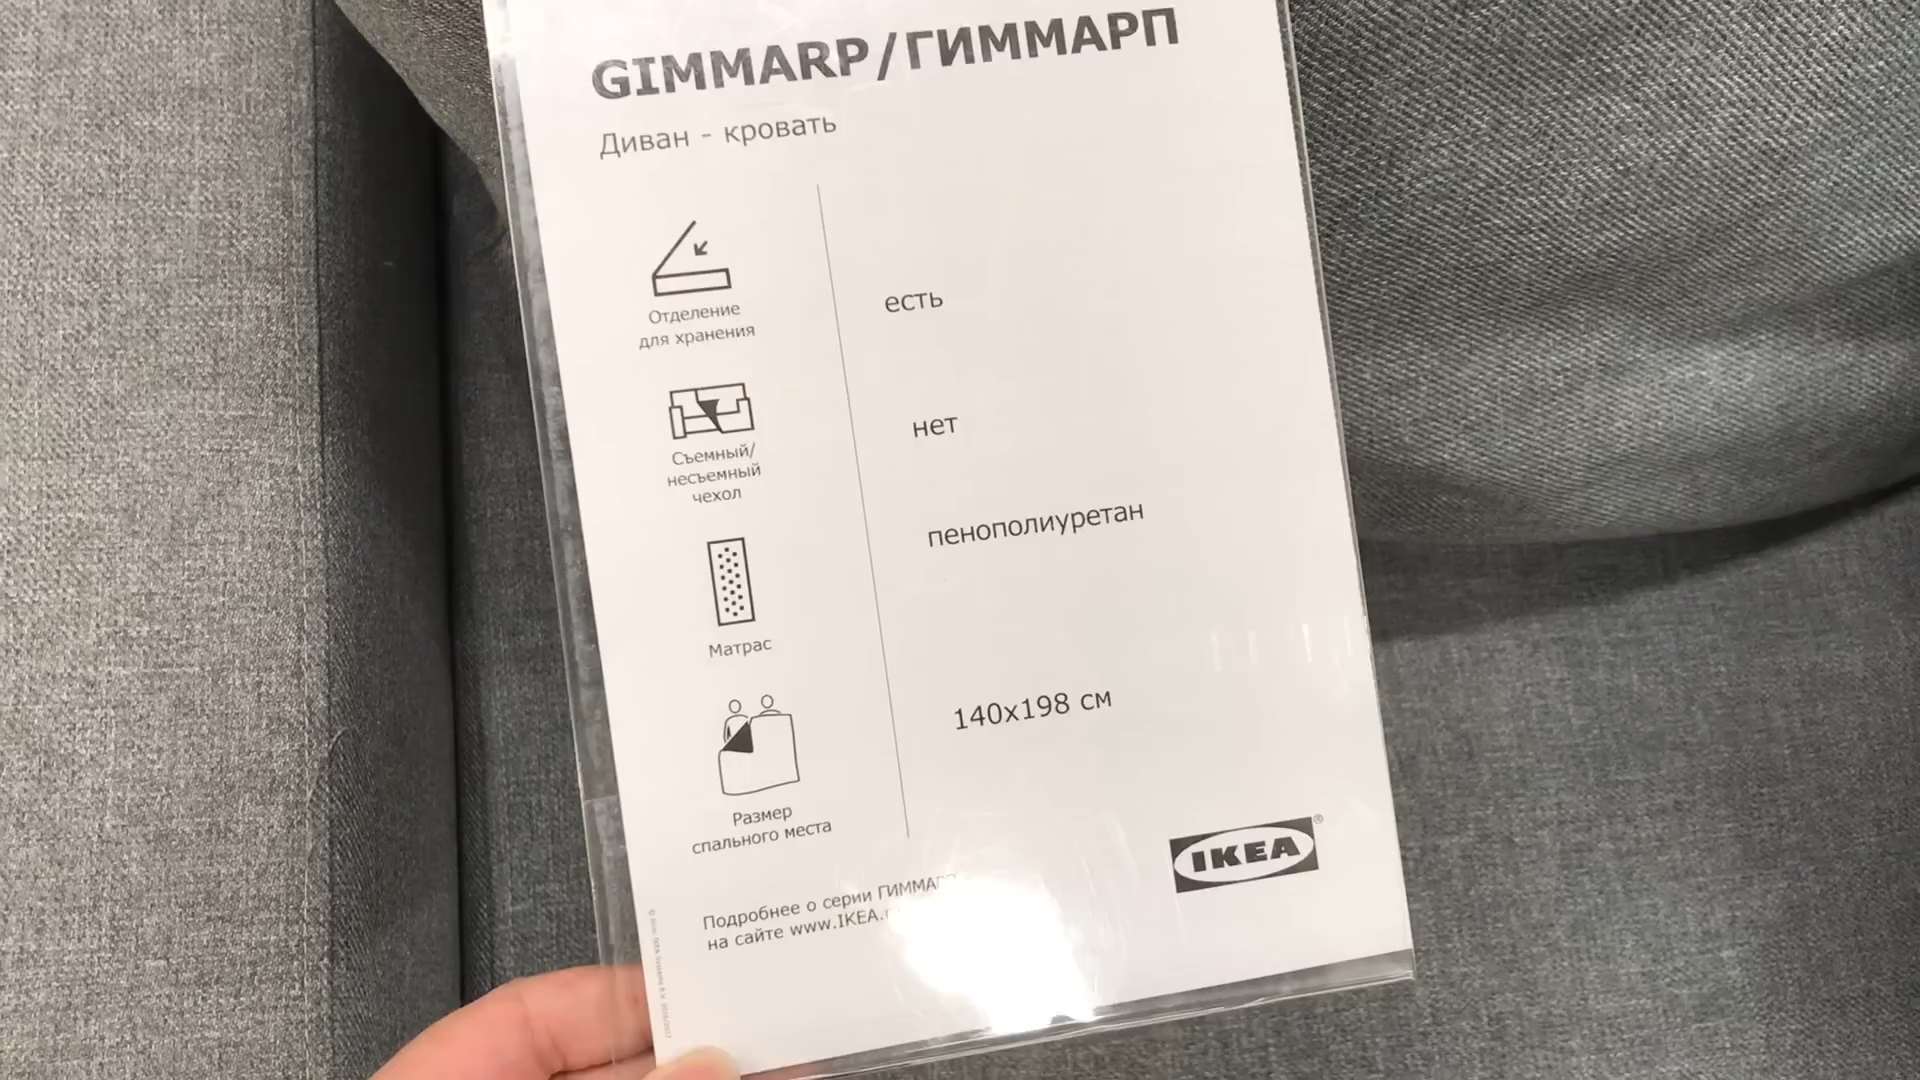 GIMMARP/ГИММАРП
Диван - кровать
Отделение
для хранения
есть
Съемный/
несъемный
чехол
нет
Матрас
пенополиуретан
Размер
спального места
140x198 см
IKEA
Подробнее о серии ГИММАРП
на сайте www.IKEA.